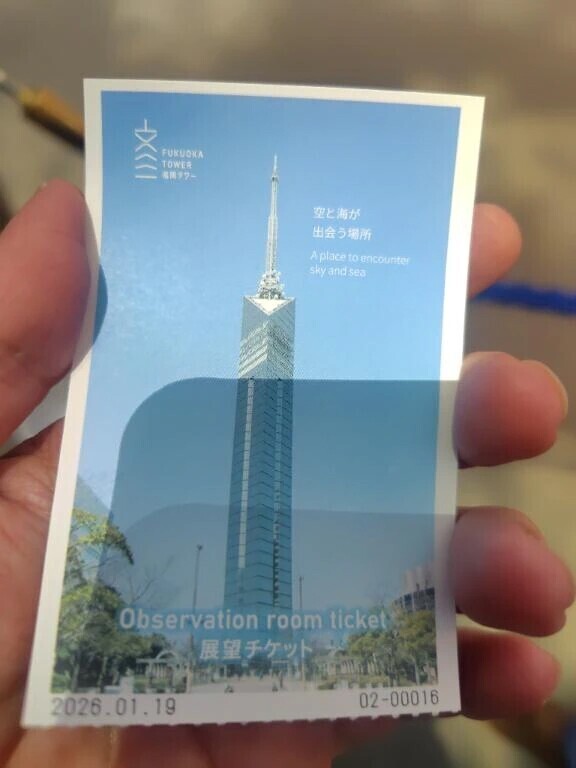 FUKUOKA
TOWER
福岡タワー
空と海が
出会う場所
A place to encounter
sky and sea
Observation room ticket
展望チケット
2026.01.19 02-00016